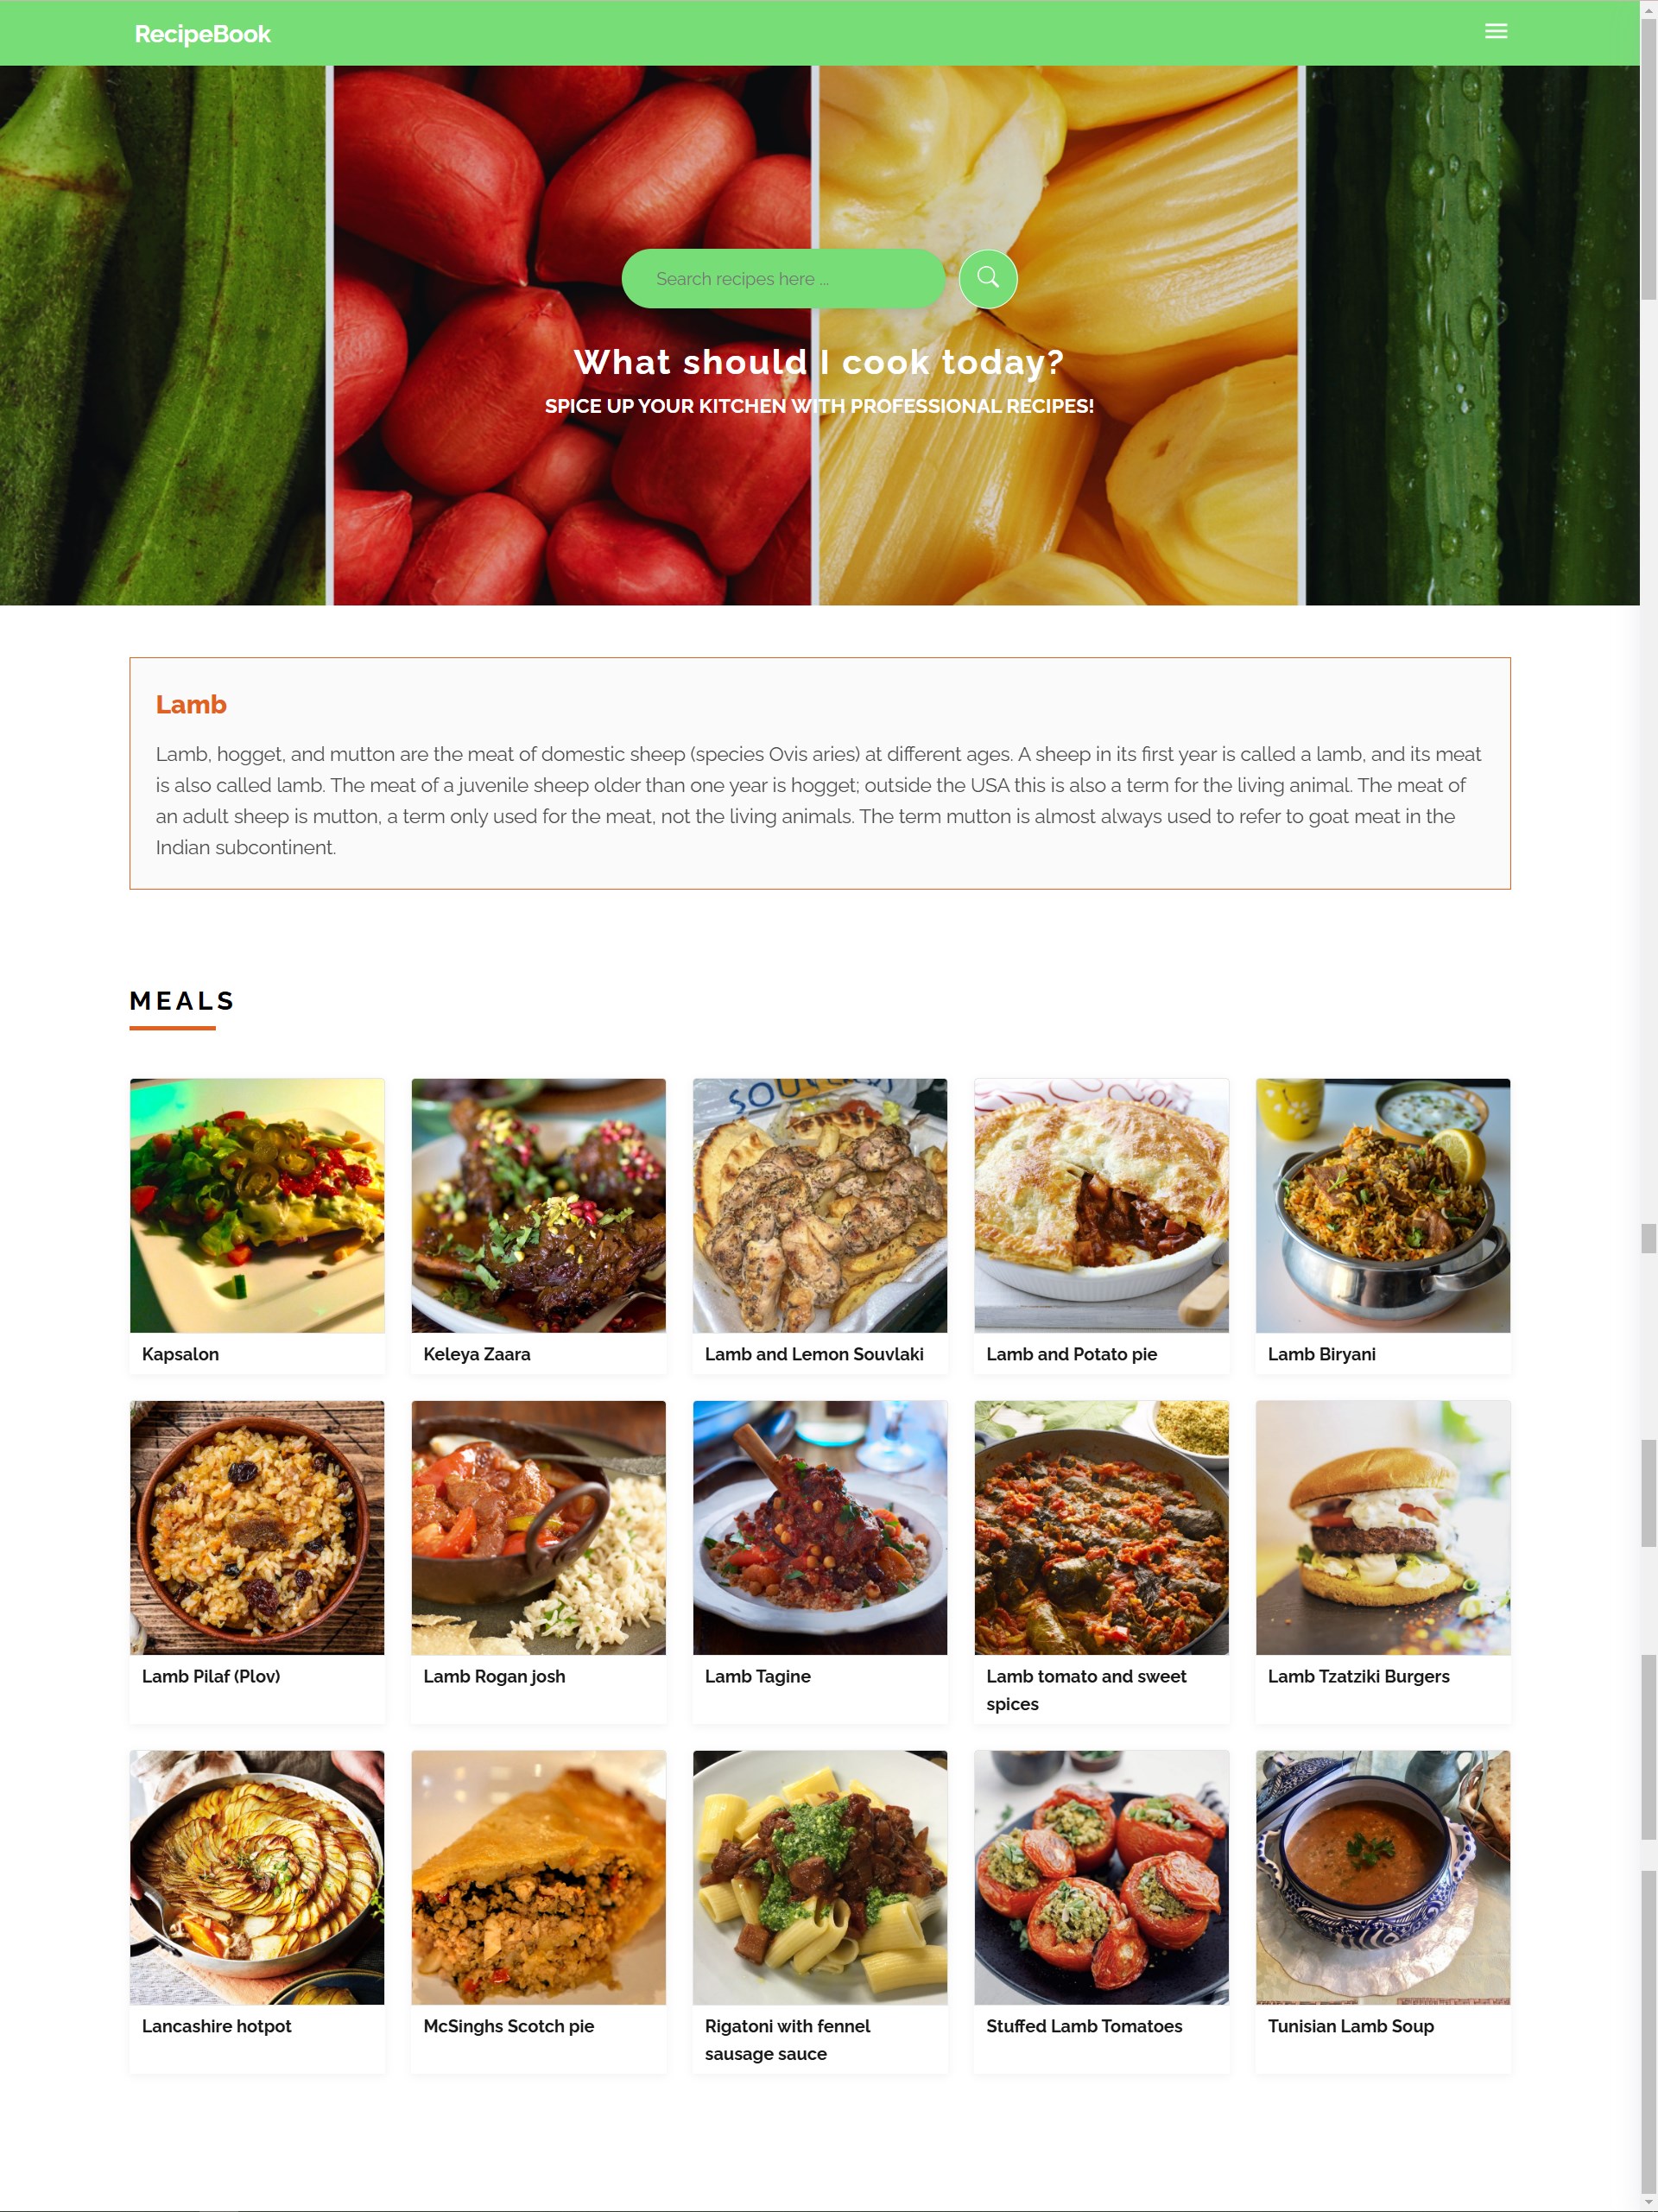 RecipeBook
Search recipes here ...
What should I cook today?
SPICE UP YOUR KITCHEN WITH PROFESSIONAL RECIPES!
Lamb
Lamb, hogget, and mutton are the meat of domestic sheep (species Ovis aries) at different ages. A sheep in its first year is called a lamb, and its meat
is also called lamb. The meat of a juvenile sheep older than one year is hogget; outside the USA this is also a term for the living animal. The meat of
an adult sheep is mutton, a term only used for the meat, not the living animals. The term mutton is almost always used to refer to goat meat in the
Indian subcontinent.
MEALS
Kapsalon
Keleya Zaara
Lamb and Lemon Souvlaki
Lamb and Potato pie
Lamb Biryani
Lamb Pilaf (Plov)
Lamb Rogan josh
Lamb Tagine
Lamb tomato and sweet
spices
Lamb Tzatziki Burgers
Lancashire hotpot
McSinghs Scotch pie
Rigatoni with fennel
sausage sauce
Stuffed Lamb Tomatoes
Tunisian Lamb Soup